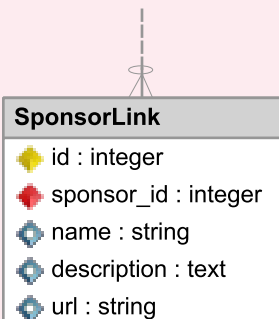 SponsorLink
id : integer
sponsor_id : integer
name : string
description : text
url : string